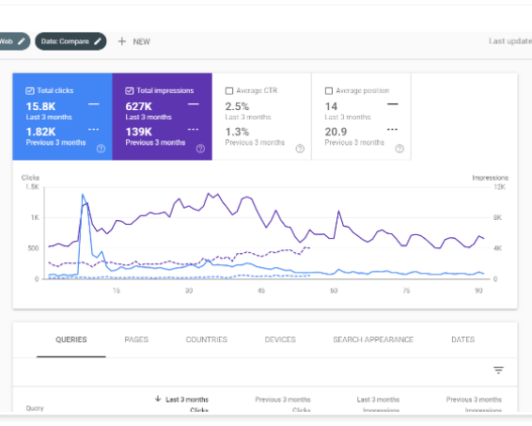 Web
Date: Compare
+ NEW
Last update
Total clicks
15.8K
Last 3 months
1.82K
Previous 3 months
Total impressions
627K
Last 3 months
139K
Previous 3 months
Average CTR
2.5%
Last 3 months
1.3%
Previous 3 months
Average position
14
Last 3 months
20.9
Previous 3 months
Clicks
Impressions
1.5K
1K
500
0
12K
8K
4K
0
15
30
45
60
75
90
QUERIES
PAGES
COUNTRIES
DEVICES
SEARCH APPEARANCE
DATES
Query
Last 3 months
Clicks
Previous 3 months
Clicks
Last 3 months
Impressions
Previous 3 months
Impressions